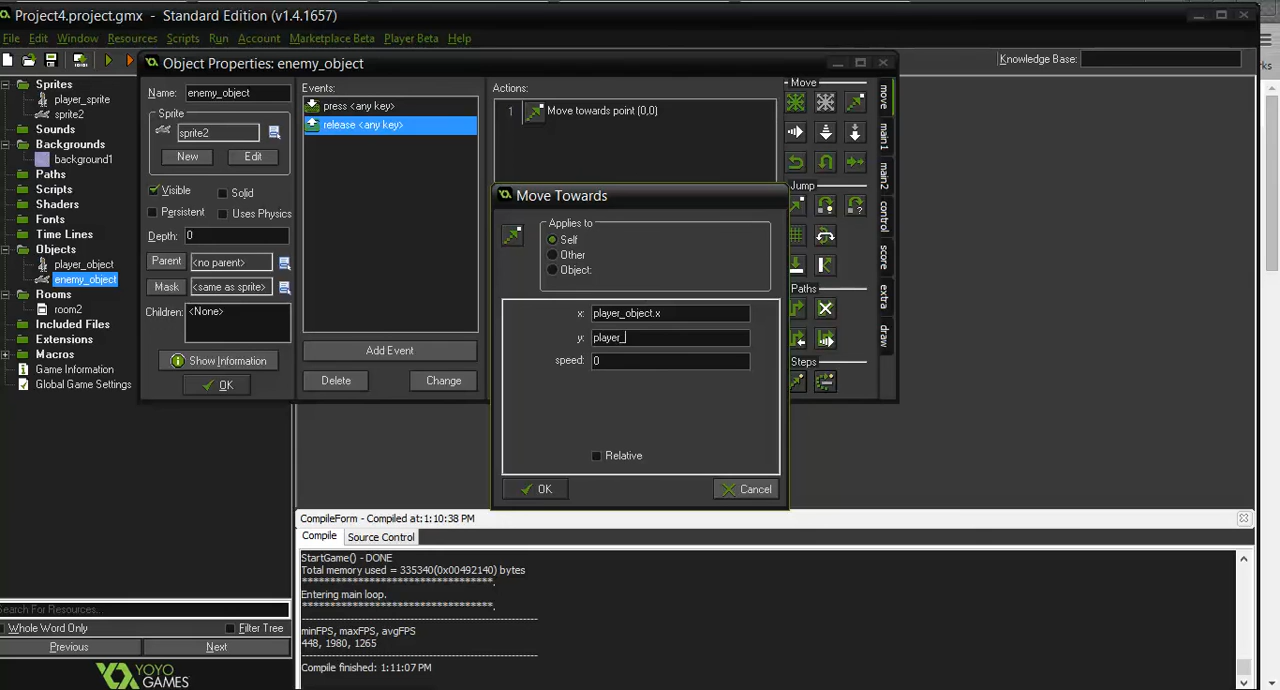 Project4.project.gmx - Standard Edition (v1.4.1657)
File Edit Window Resources Scripts Run Account Marketplace Beta Player Beta Help
Knowledge Base:
Sprites
player_sprite
sprite2
Sounds
Backgrounds
background1
Paths
Scripts
Shaders
Fonts
Time Lines
Objects
player_object
enemy_object
Rooms
room2
Included Files
Extensions
Macros
Game Information
Global Game Settings
Search For Resources...
Whole Word Only
Filter Tree
Previous
Next
YOYO
GAMES
Object Properties: enemy_object
Name: enemy_object
Sprite
sprite2
New
Edit
Visible
Solid
Persistent
Uses Physics
Depth: 0
Parent <no parent>
Mask <same as sprite>
Children: <None>
Show Information
OK
Events:
press <any key>
release <any key>
Add Event
Delete
Change
Actions:
1 Move towards point (0,0)
Move
Jump
Paths
Steps
move
main1
main2
control
score
extra
draw
Move Towards
Applies to
Self
Other
Object:
x: player_object.x
y: player_
speed: 0
Relative
OK
Cancel
CompileForm - Compiled at:1:10:38 PM
Compile
Source Control
StartGame() - DONE
Total memory used = 335340(0x00492140) bytes
Entering main loop.
minFPS, maxFPS, avgFPS
448, 1980, 1265
Compile finished: 1:11:07 PM